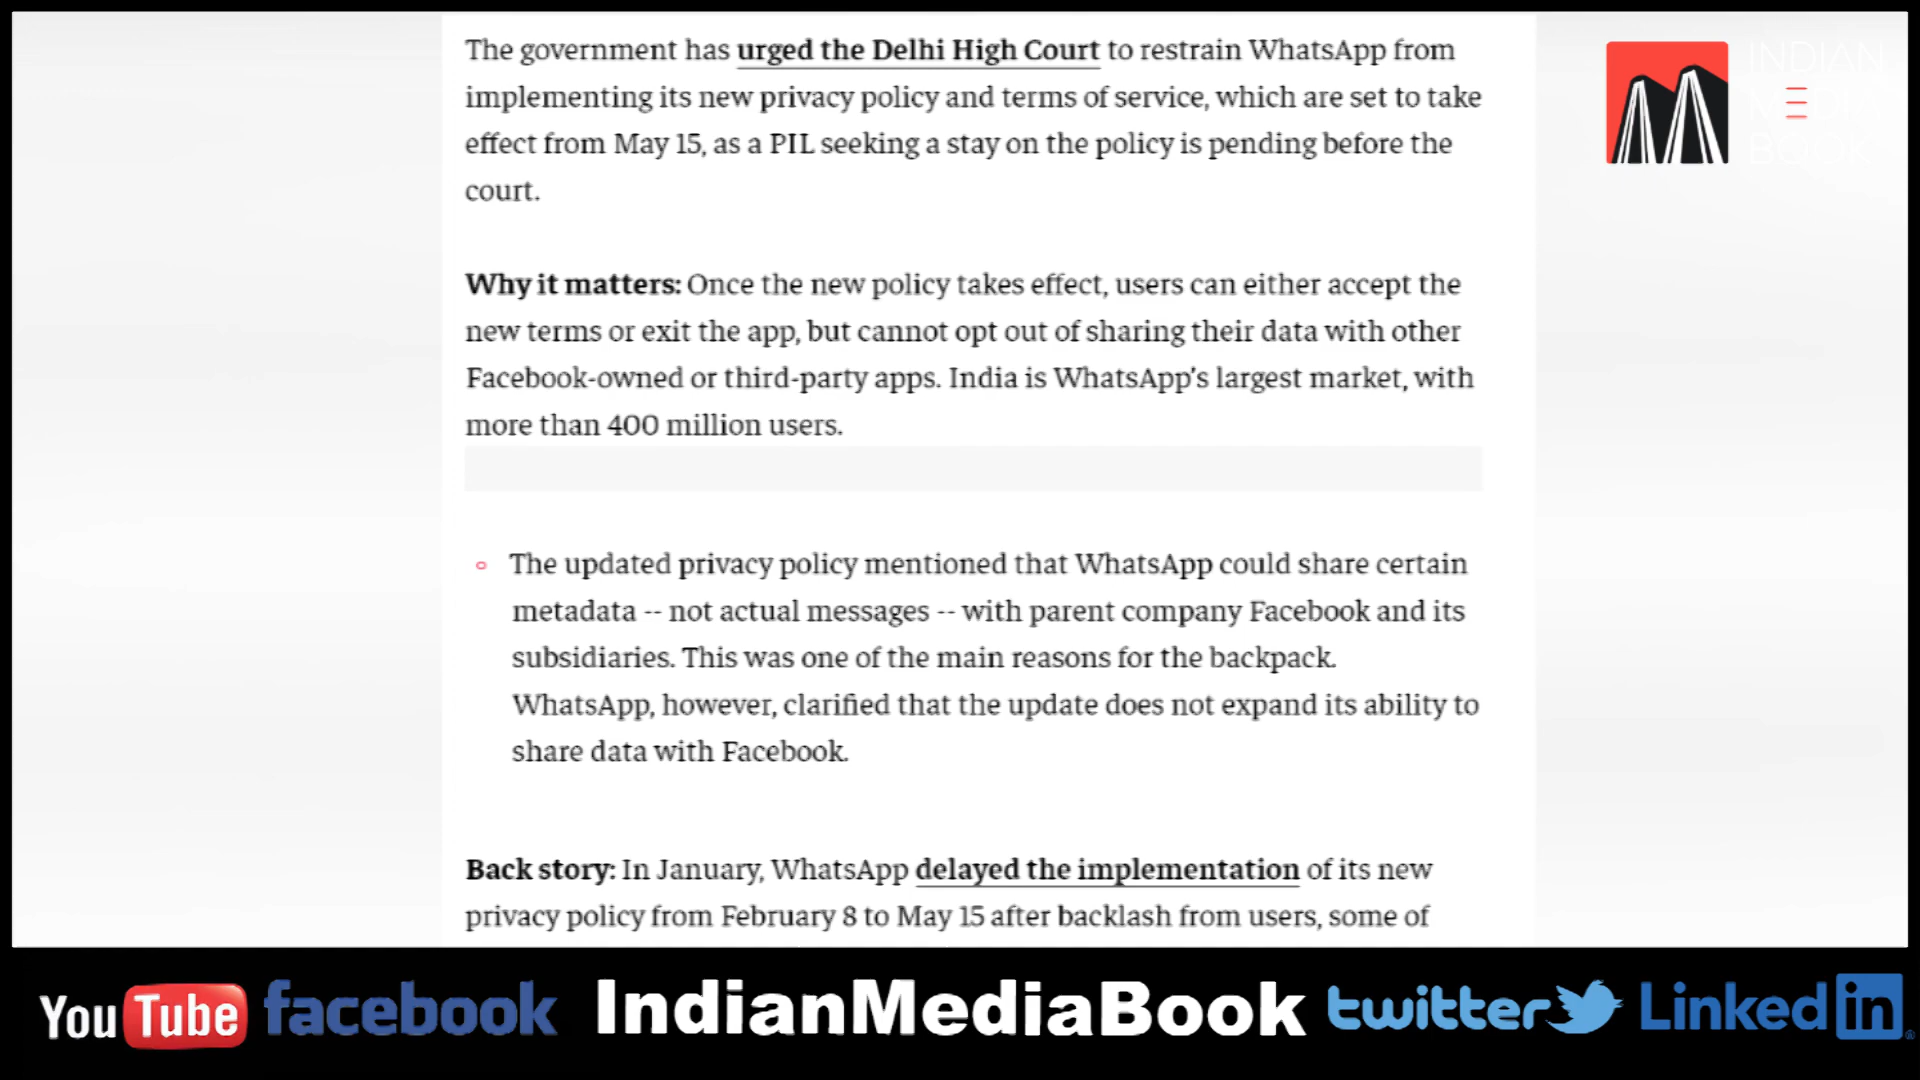 The government has urged the Delhi High Court to restrain WhatsApp from
implementing its new privacy policy and terms of service, which are set to take
effect from May 15, as a PIL seeking a stay on the policy is pending before the
court.
Why it matters: Once the new policy takes effect, users can either accept the
new terms or exit the app, but cannot opt out of sharing their data with other
Facebook-owned or third-party apps. India is WhatsApp's largest market, with
more than 400 million users.
The updated privacy policy mentioned that WhatsApp could share certain
metadata -- not actual messages -- with parent company Facebook and its
subsidiaries. This was one of the main reasons for the backpack.
WhatsApp, however, clarified that the update does not expand its ability to
share data with Facebook.
Back story: In January, WhatsApp delayed the implementation of its new
privacy policy from February 8 to May 15 after backlash from users, some of
INDIAN
MEDIA
BOOK
YouTube facebook IndianMediaBook twitter Linked in